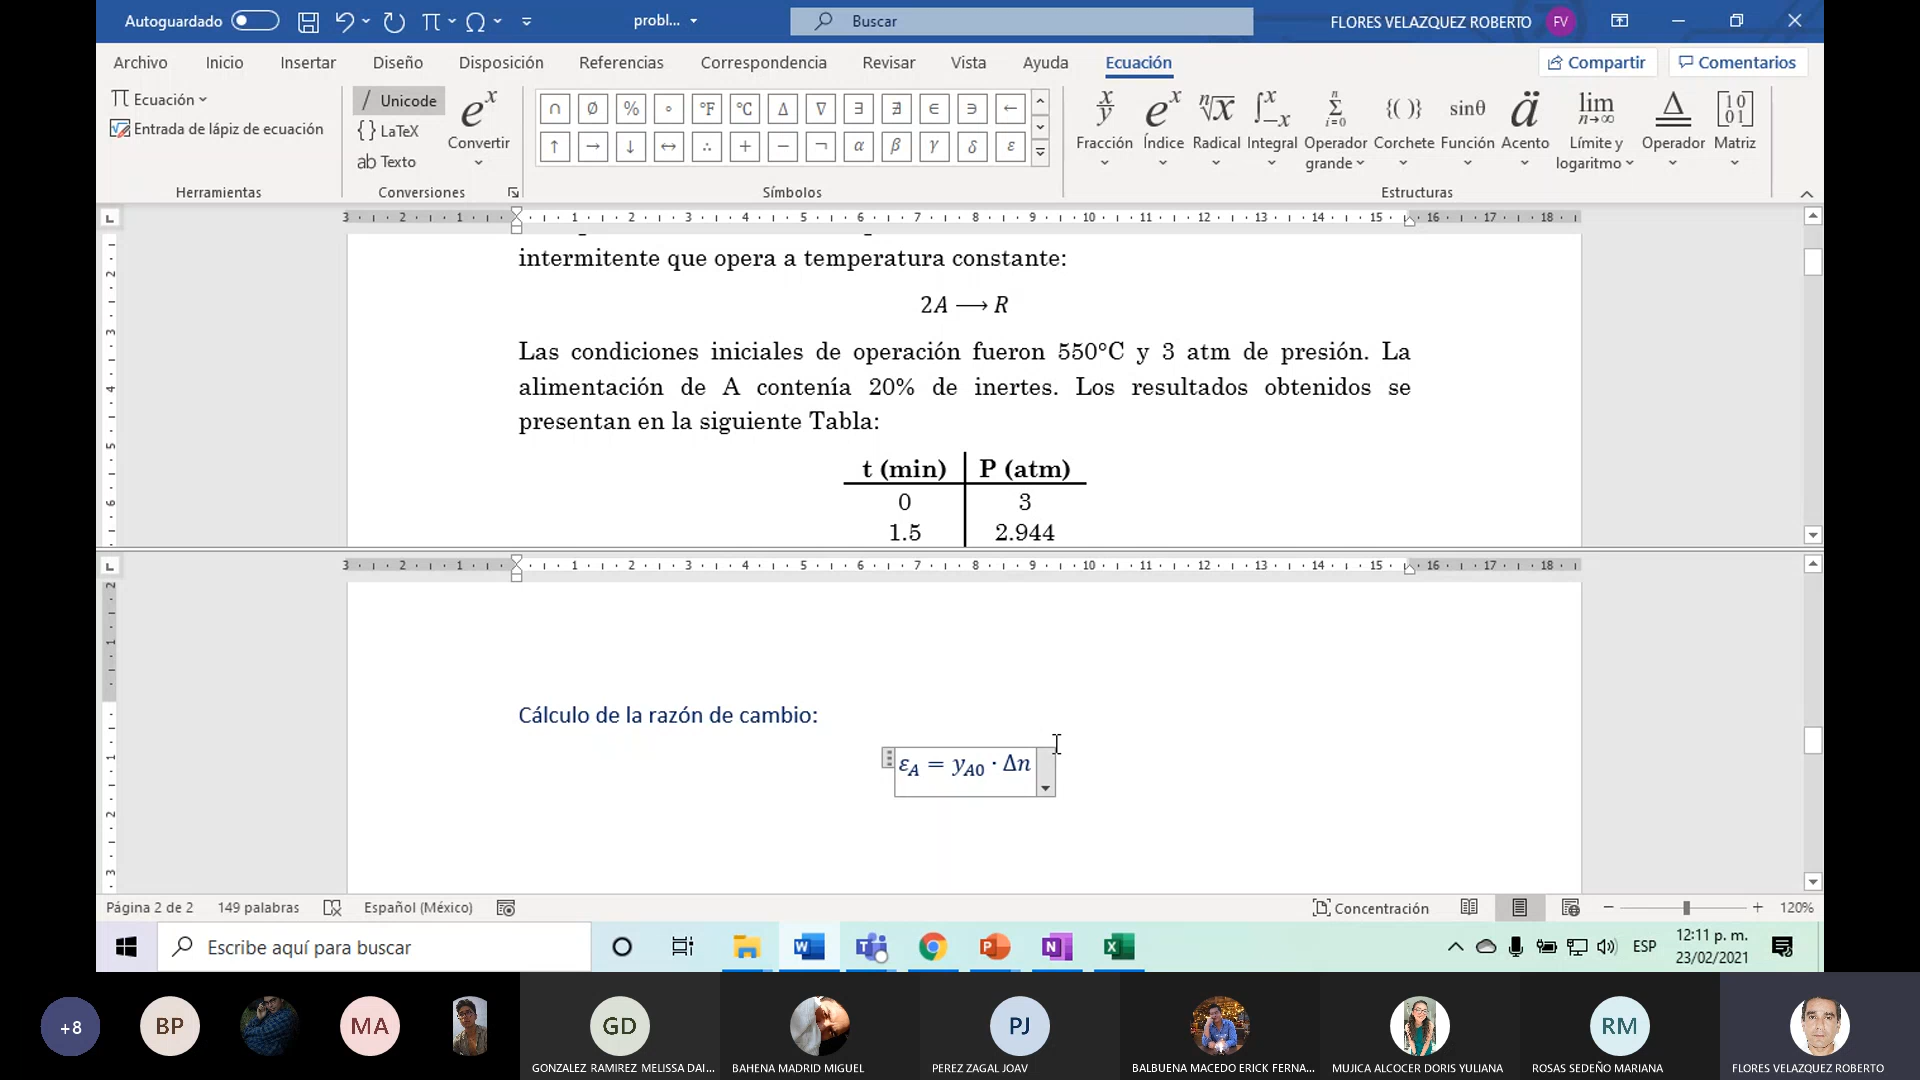 Autoguardado
probl...
Buscar
FLORES VELAZQUEZ ROBERTO
FV
Archivo Inicio Insertar Diseño Disposición Referencias Correspondencia Revisar Vista Ayuda Ecuación
Compartir
Comentarios
π Ecuación
Entrada de lápiz de ecuación
Herramientas
Unicode
{} LaTeX
ab Texto
Convertir
Conversiones
∩ ∅ % ∘ °F °C ∆ ∇ ∃ ∄ ∈ ∋ ←
↑ → ↓ ↔ ∴ + − ¬ α β γ δ ε
Símbolos
Fracción Índice Radical Integral Operador grande Corchete Función Acento Límite y logaritmo Operador Matriz
Estructuras
intermitente que opera a temperatura constante:
2A ⟶ R
Las condiciones iniciales de operación fueron 550°C y 3 atm de presión. La
alimentación de A contenía 20% de inertes. Los resultados obtenidos se
presentan en la siguiente Tabla:
t (min) P (atm)
0 3
1.5 2.944
Cálculo de la razón de cambio:
ε_A = y_A0 · Δn
Página 2 de 2 149 palabras Español (México)
Concentración
120%
Escribe aquí para buscar
ESP
12:11 p. m.
23/02/2021
+8
BP
MA
GD
PJ
RM
GONZALEZ RAMIREZ MELISSA DAI...
BAHENA MADRID MIGUEL
PEREZ ZAGAL JOAV
BALBUENA MACEDO ERICK FERNA...
MUJICA ALCOCER DORIS YULIANA
ROSAS SEDEÑO MARIANA
FLORES VELAZQUEZ ROBERTO